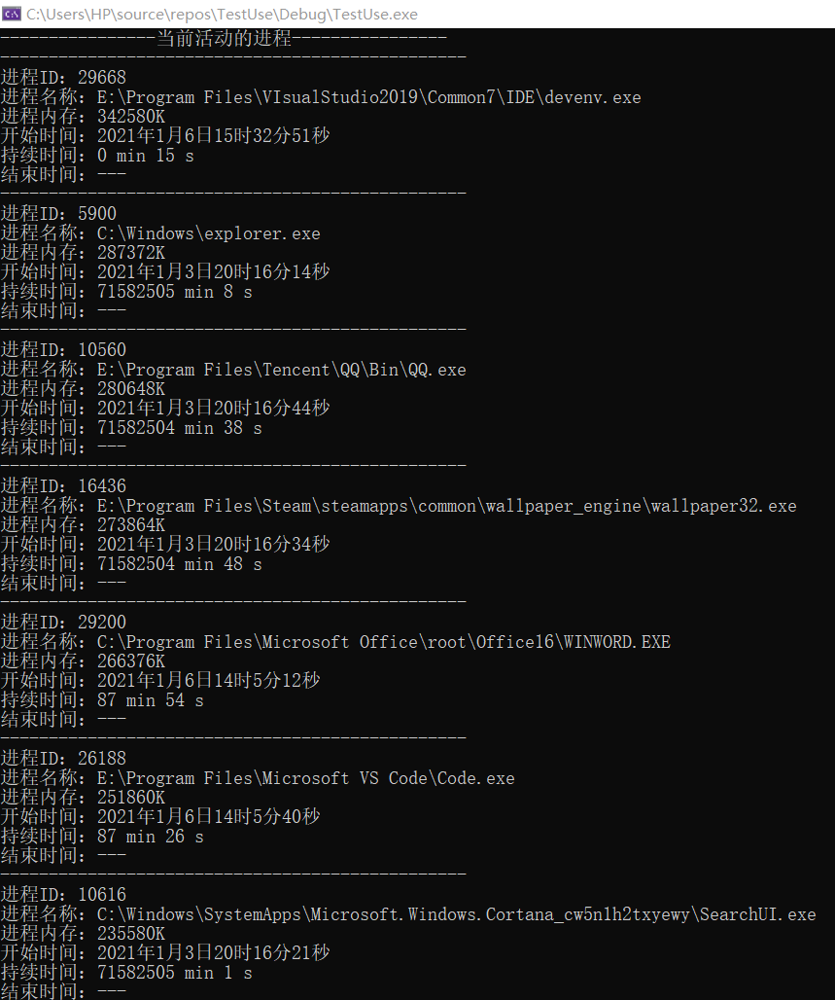 C:\Users\HP\source\repos\TestUse\Debug\TestUse.exe
----------------当前活动的进程----------------
------------------------------------------------
进程ID: 29668
进程名称: E:\Program Files\VIsualStudio2019\Common7\IDE\devenv.exe
进程内存: 342580K
开始时间: 2021年1月6日15时32分51秒
持续时间: 0 min 15 s
结束时间: ---
------------------------------------------------
进程ID: 5900
进程名称: C:\Windows\explorer.exe
进程内存: 287372K
开始时间: 2021年1月3日20时16分14秒
持续时间: 71582505 min 8 s
结束时间: ---
------------------------------------------------
进程ID: 10560
进程名称: E:\Program Files\Tencent\QQ\Bin\QQ.exe
进程内存: 280648K
开始时间: 2021年1月3日20时16分44秒
持续时间: 71582504 min 38 s
结束时间: ---
------------------------------------------------
进程ID: 16436
进程名称: E:\Program Files\Steam\steamapps\common\wallpaper_engine\wallpaper32.exe
进程内存: 273864K
开始时间: 2021年1月3日20时16分34秒
持续时间: 71582504 min 48 s
结束时间: ---
------------------------------------------------
进程ID: 29200
进程名称: C:\Program Files\Microsoft Office\root\Office16\WINWORD.EXE
进程内存: 266376K
开始时间: 2021年1月6日14时5分12秒
持续时间: 87 min 54 s
结束时间: ---
------------------------------------------------
进程ID: 26188
进程名称: E:\Program Files\Microsoft VS Code\Code.exe
进程内存: 251860K
开始时间: 2021年1月6日14时5分40秒
持续时间: 87 min 26 s
结束时间: ---
------------------------------------------------
进程ID: 10616
进程名称: C:\Windows\SystemApps\Microsoft.Windows.Cortana_cw5n1h2txyewy\SearchUI.exe
进程内存: 235580K
开始时间: 2021年1月3日20时16分21秒
持续时间: 71582505 min 1 s
结束时间: ---